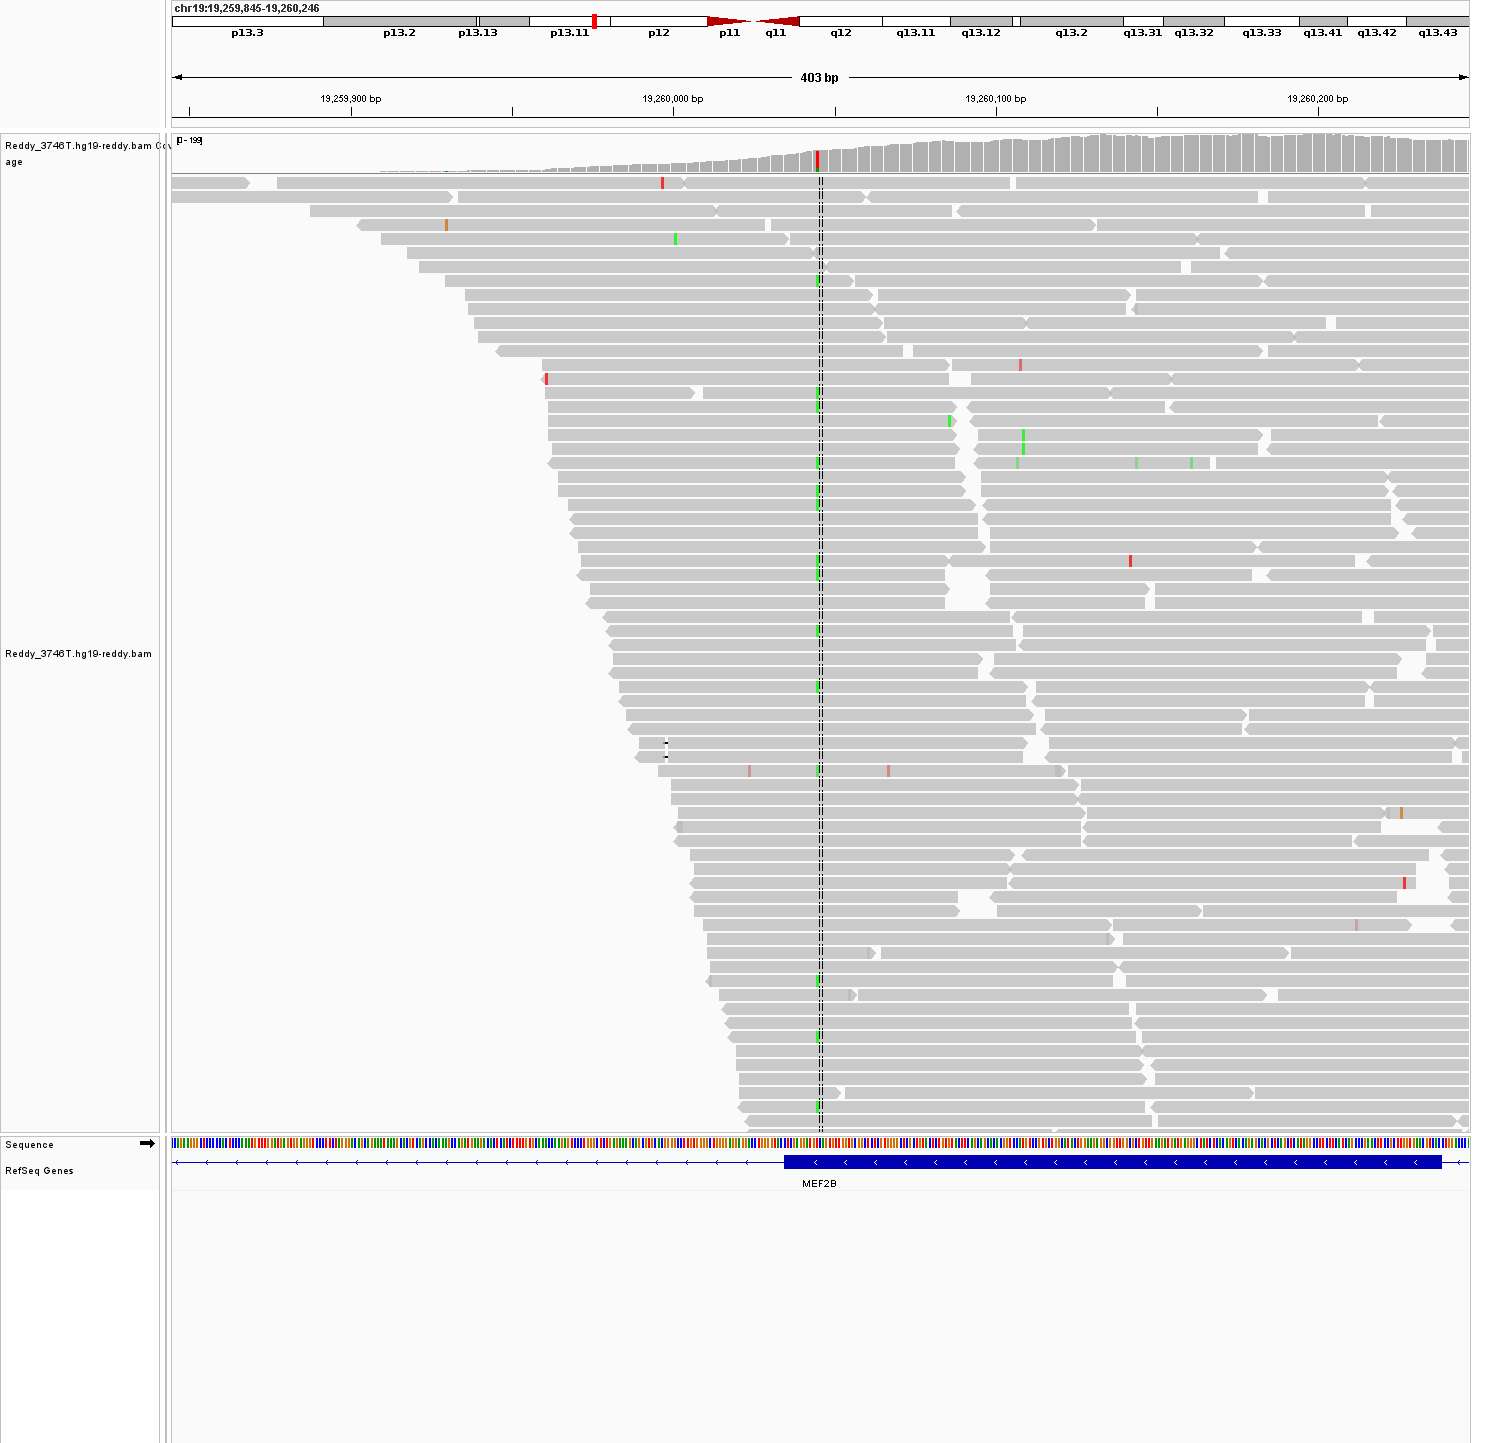 chr19:19,259,845-19,260,246
p13.3 p13.2 p13.13 p13.11 p12 p11 q11 q12 q13.11 q13.12 q13.2 q13.31 q13.32 q13.33 q13.41 q13.42 q13.43
403 bp
19,259,900 bp 19,260,000 bp 19,260,100 bp 19,260,200 bp
Reddy_3746T.hg19-reddy.bam Cov
age
[0 - 199]
Reddy_3746T.hg19-reddy.bam
Sequence
RefSeq Genes
MEF2B